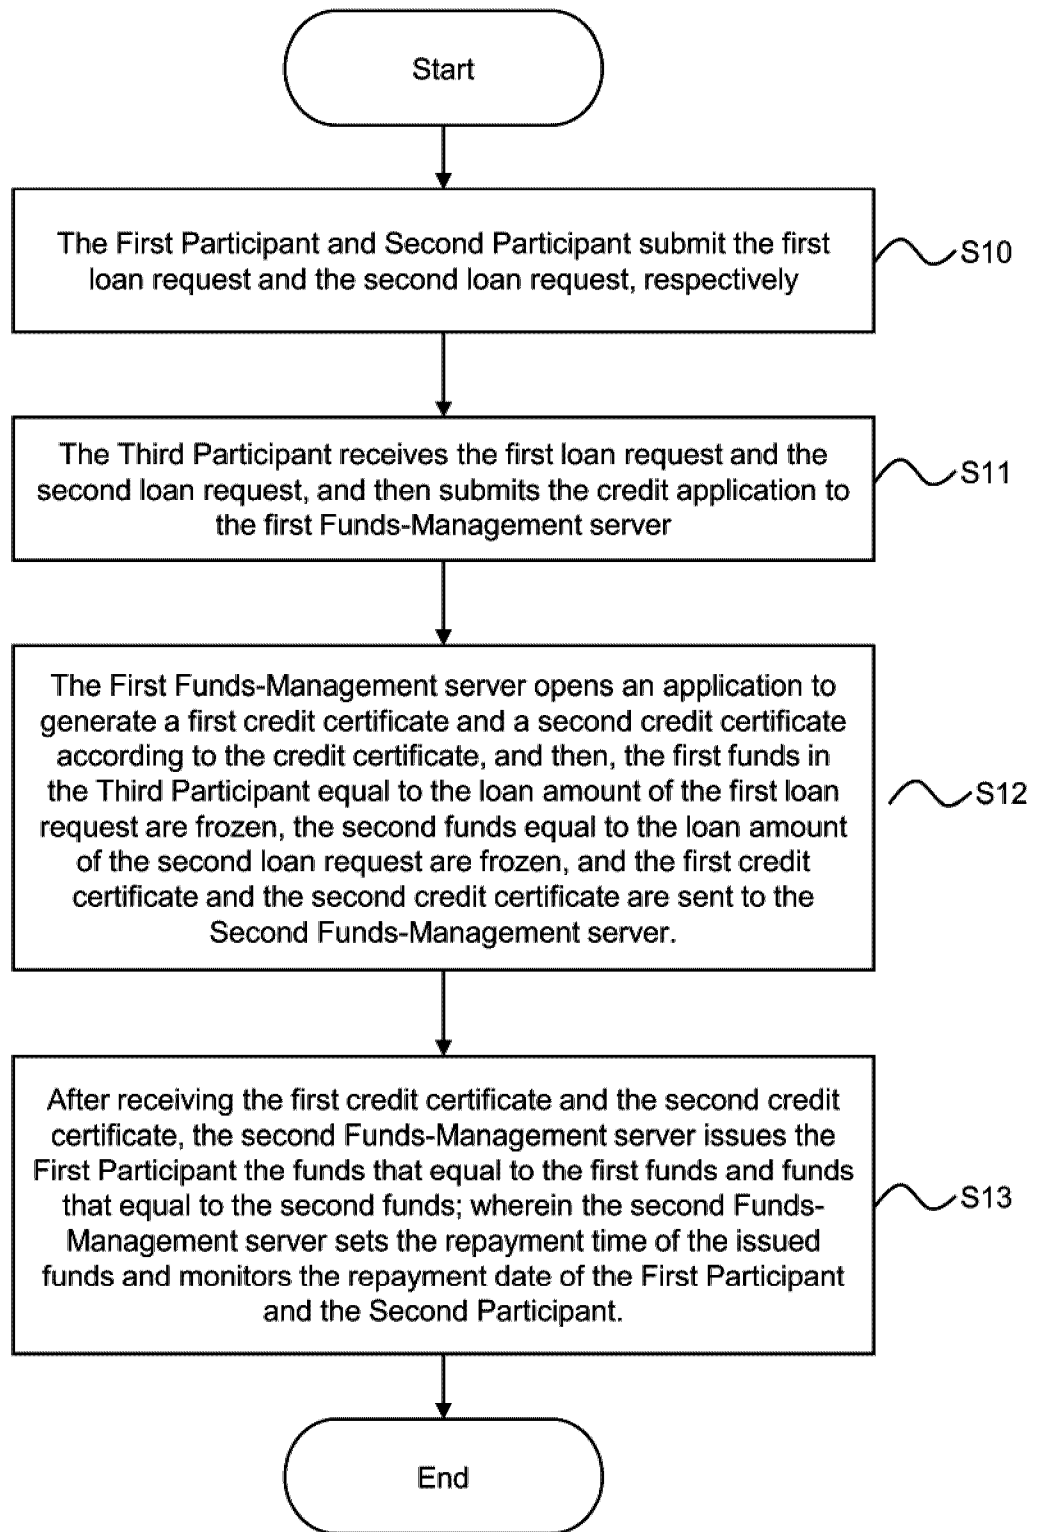 Start
The First Participant and Second Participant submit the first
loan request and the second loan request, respectively
S10
The Third Participant receives the first loan request and the
second loan request, and then submits the credit application to
the first Funds-Management server
S11
The First Funds-Management server opens an application to
generate a first credit certificate and a second credit certificate
according to the credit certificate, and then, the first funds in
the Third Participant equal to the loan amount of the first loan
request are frozen, the second funds equal to the loan amount
of the second loan request are frozen, and the first credit
certificate and the second credit certificate are sent to the
Second Funds-Management server.
S12
After receiving the first credit certificate and the second credit
certificate, the second Funds-Management server issues the
First Participant the funds that equal to the first funds and funds
that equal to the second funds; wherein the second Funds-
Management server sets the repayment time of the issued
funds and monitors the repayment date of the First Participant
and the Second Participant.
S13
End